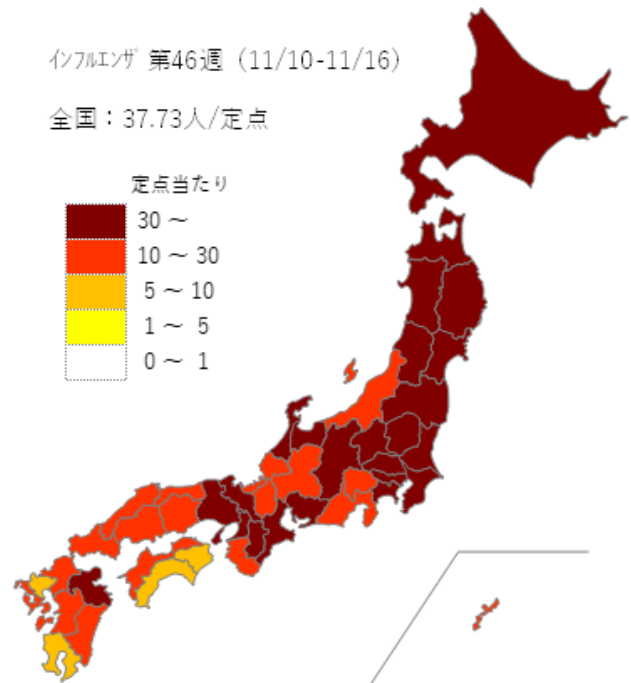 ｲﾝﾌﾙｴﾝｻﾞ 第46週（11/10-11/16）
全国：37.73人/定点
定点当たり
30 ～
10 ～ 30
5 ～ 10
1 ～ 5
0 ～ 1